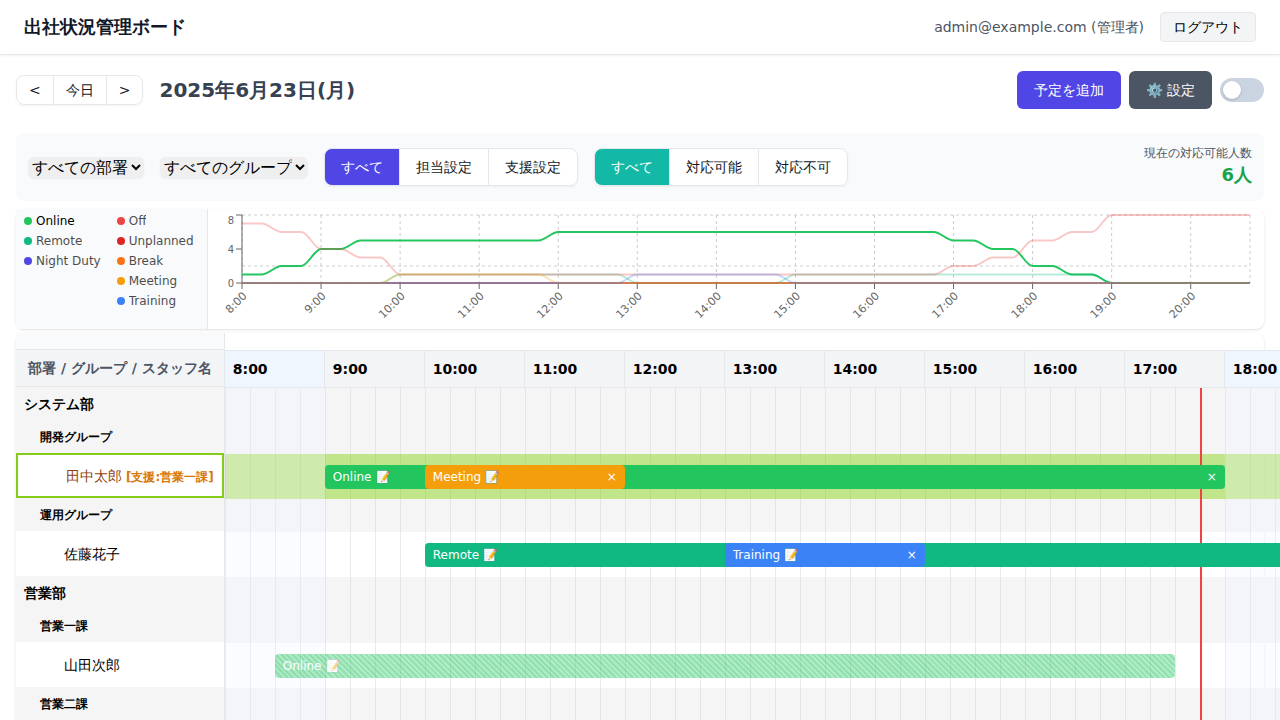 出社状況管理ボード
admin@example.com (管理者) ログアウト
< 今日 > 2025年6月23日(月) 予定を追加 ⚙️ 設定
すべての部署 すべてのグループ すべて 担当設定 支援設定 すべて 対応可能 対応不可
現在の対応可能人数
6人
Online Off
Remote Unplanned
Night Duty Break
Meeting
Training
8
4
0
8:00 9:00 10:00 11:00 12:00 13:00 14:00 15:00 16:00 17:00 18:00 19:00 20:00
部署 / グループ / スタッフ名 8:00 9:00 10:00 11:00 12:00 13:00 14:00 15:00 16:00 17:00 18:00
システム部
開発グループ
田中太郎 [支援:営業一課] Online 📝 Meeting 📝 × ×
運用グループ
佐藤花子 Remote 📝 Training 📝 ×
営業部
営業一課
山田次郎 Online 📝
営業二課